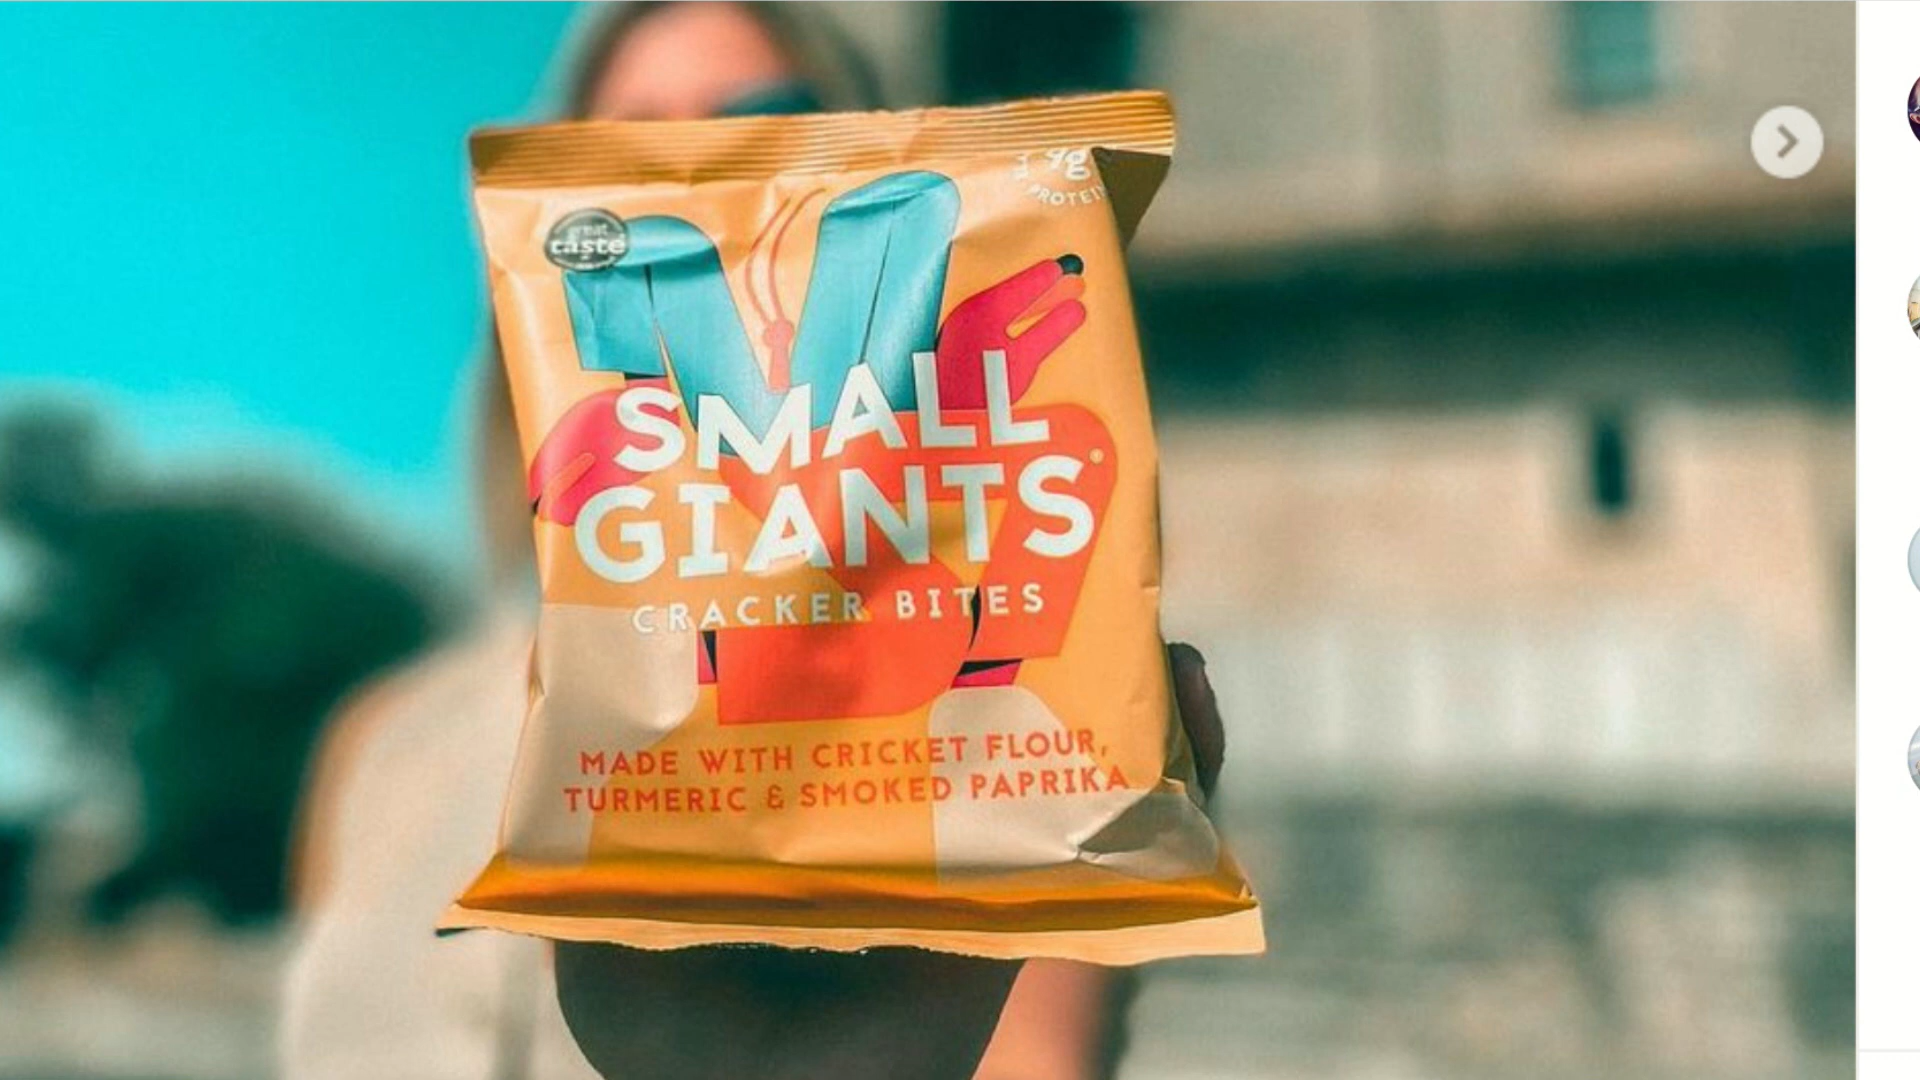 great
taste
9g
PROTEIN
SMALL
GIANTS®
CRACKER BITES
MADE WITH CRICKET FLOUR,
TURMERIC & SMOKED PAPRIKA